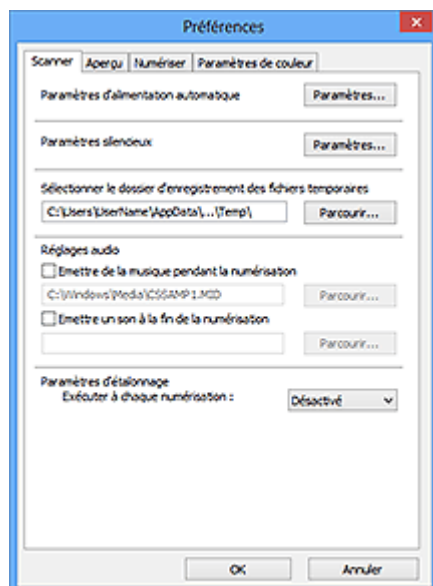 Préférences
Scanner Aperçu Numériser Paramètres de couleur
Paramètres d'alimentation automatique Paramètres...
Paramètres silencieux Paramètres...
Sélectionner le dossier d'enregistrement des fichiers temporaires
C:\Users\UserName\AppData\...\Temp\ Parcourir...
Réglages audio
Emettre de la musique pendant la numérisation
C:\Windows\Media\CSSAMP1.MID Parcourir...
Emettre un son à la fin de la numérisation
Parcourir...
Paramètres d'étalonnage
Exécuter à chaque numérisation : Désactivé
OK Annuler